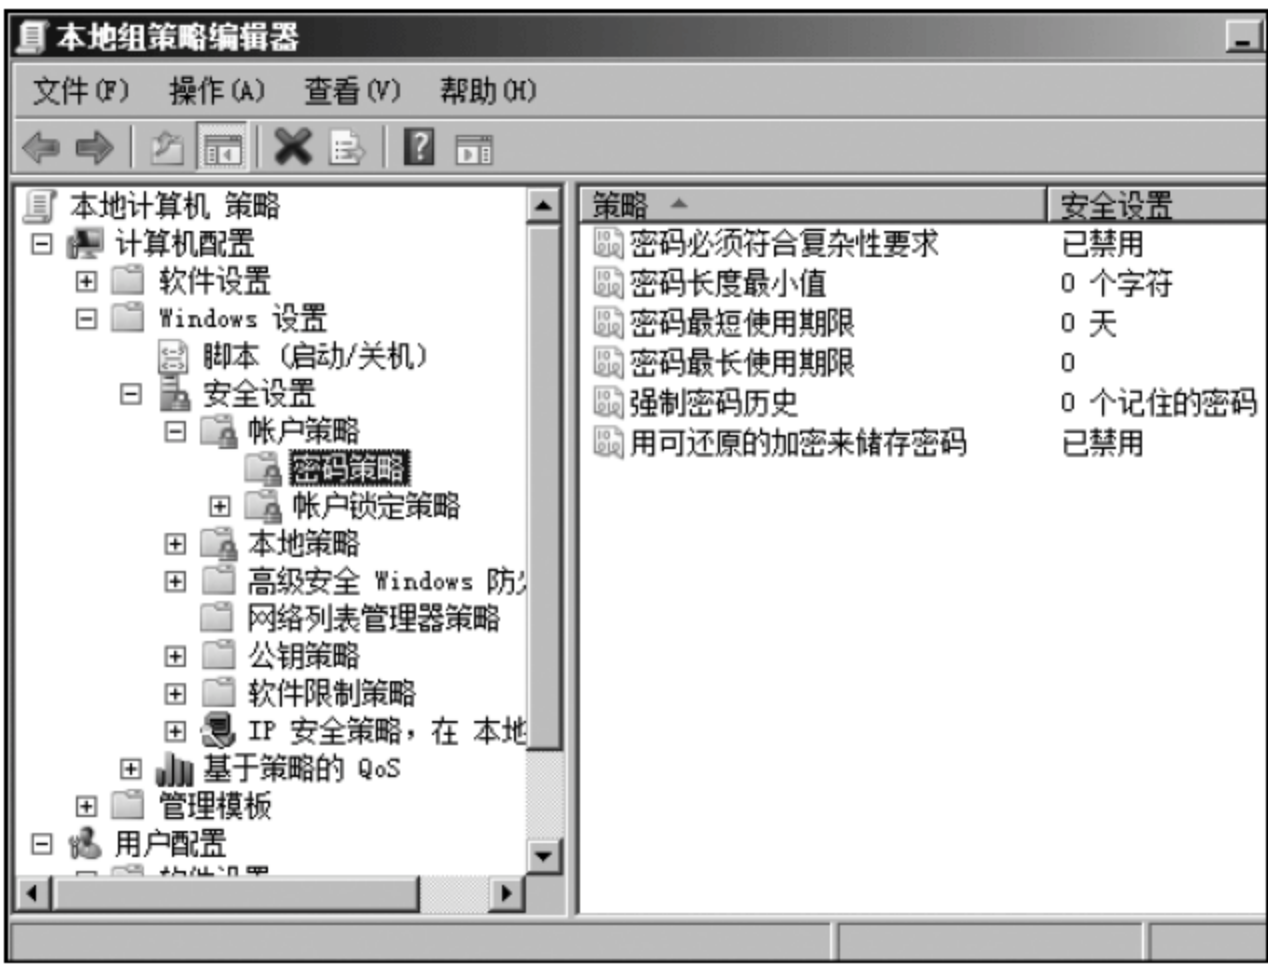 本地组策略编辑器
文件(F) 操作(A) 查看(V) 帮助(H)
本地计算机 策略
计算机配置
软件设置
Windows 设置
脚本 (启动/关机)
安全设置
帐户策略
密码策略
帐户锁定策略
本地策略
高级安全 Windows 防
网络列表管理器策略
公钥策略
软件限制策略
IP 安全策略，在 本地
基于策略的 QoS
管理模板
用户配置
软件设置
策略 安全设置
密码必须符合复杂性要求 已禁用
密码长度最小值 0 个字符
密码最短使用期限 0 天
密码最长使用期限 0
强制密码历史 0 个记住的密码
用可还原的加密来储存密码 已禁用